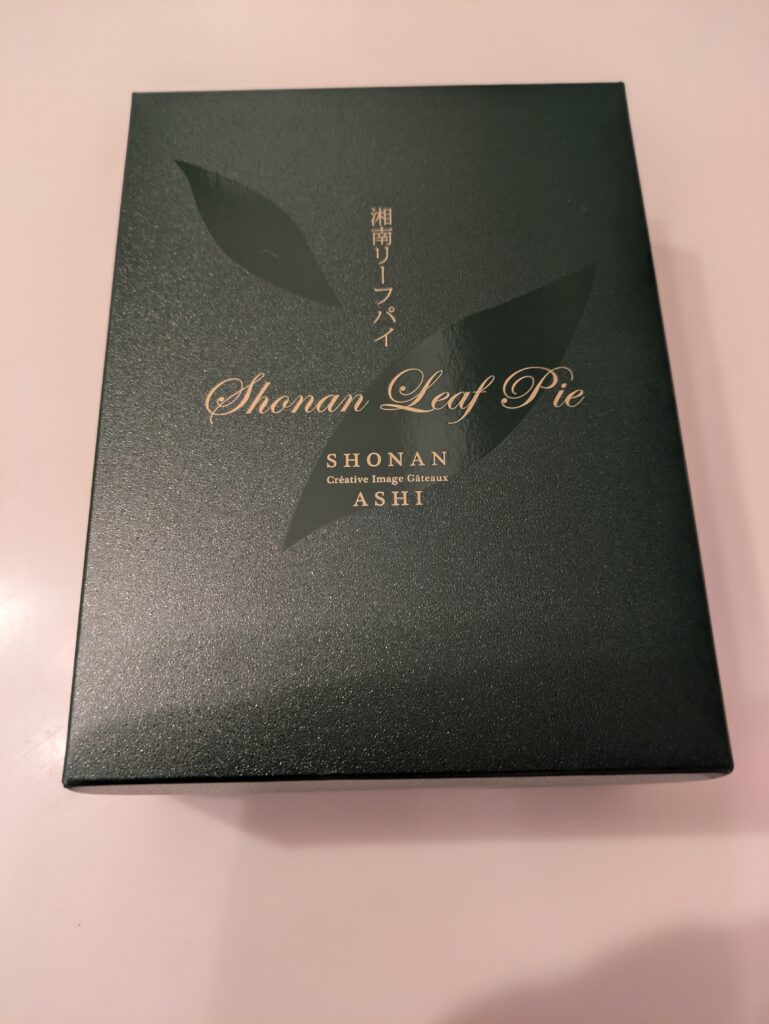 湘南リーフパイ
Shonan Leaf Pie
SHONAN
Créative Image Gâteaux
ASHI